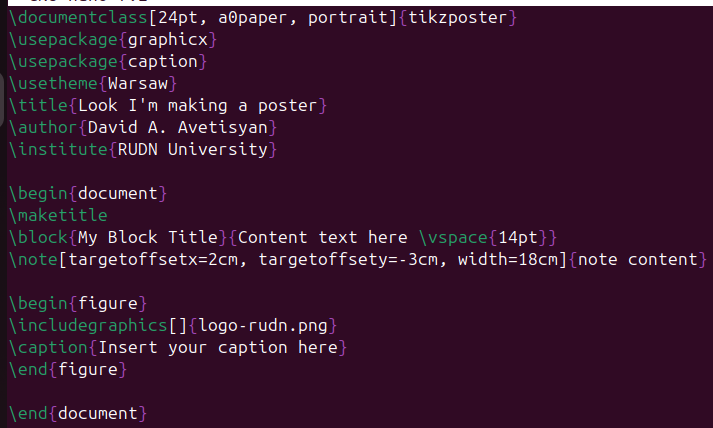 \documentclass[24pt, a0paper, portrait]{tikzposter}
\usepackage{graphicx}
\usepackage{caption}
\usetheme{Warsaw}
\title{Look I'm making a poster}
\author{David A. Avetisyan}
\institute{RUDN University}
\begin{document}
\maketitle
\block{My Block Title}{Content text here \vspace{14pt}}
\note[targetoffsetx=2cm, targetoffsety=-3cm, width=18cm]{note content}
\begin{figure}
\includegraphics[]{logo-rudn.png}
\caption{Insert your caption here}
\end{figure}
\end{document}